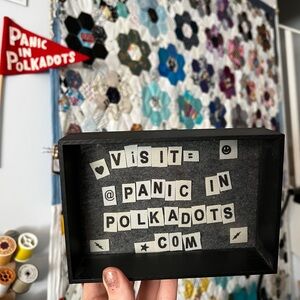 PANIC
IN
POLKADOTS
ViSiT:
@ PANIC IN
POLKADOTS
COM